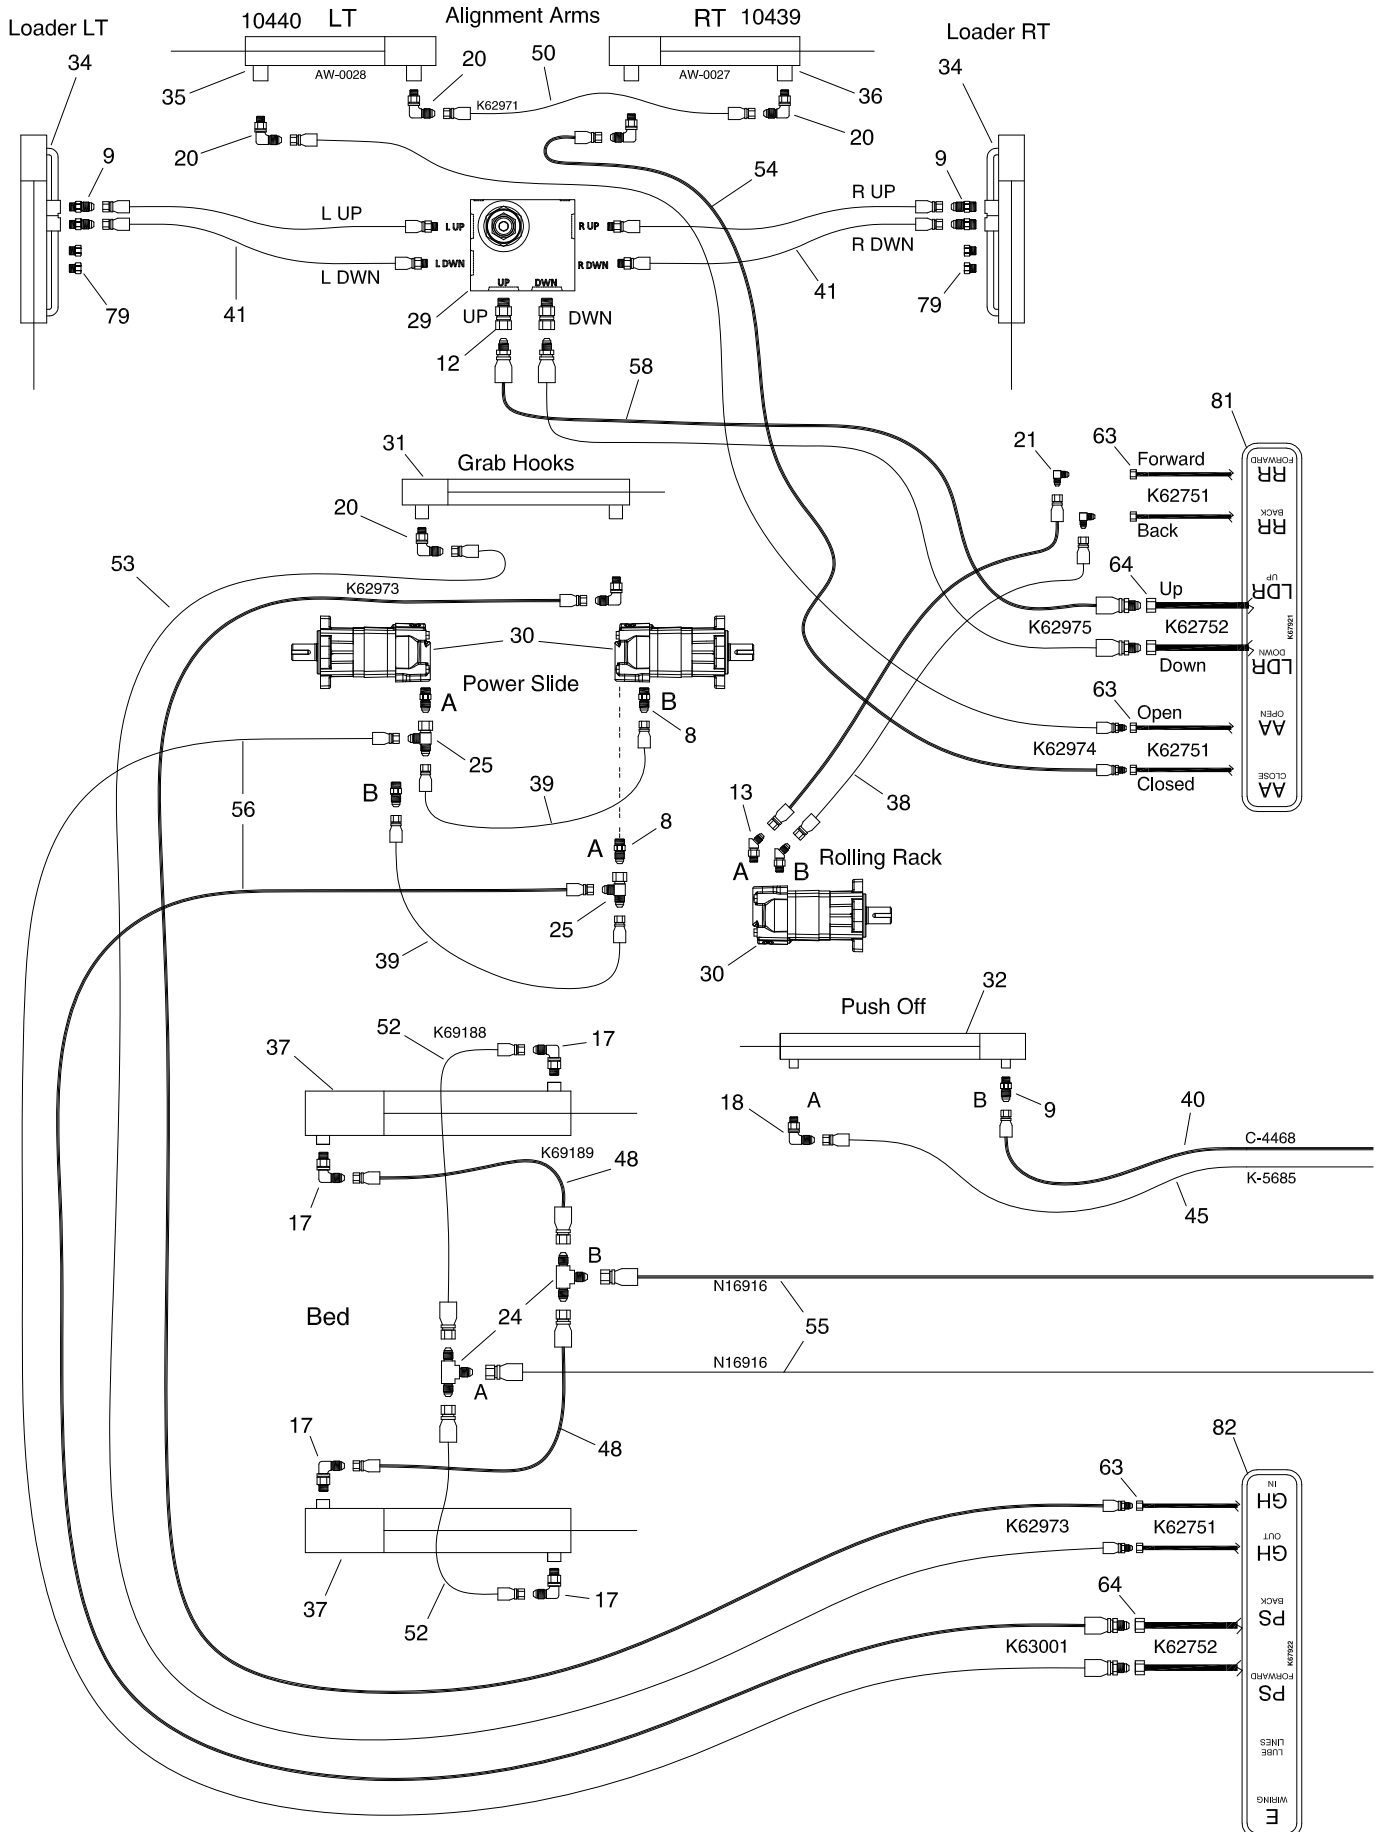 Loader LT
10440
LT
Alignment Arms
RT
10439
Loader RT
34
35
AW-0028
20
50
AW-0027
36
34
K62971
20
20
9
54
9
L UP
L UP
R UP
R UP
L DWN
L DWN
R DWN
R DWN
UP
DWN
79
41
29
UP
DWN
41
79
12
58
81
31
Grab Hooks
21
63
Forward
K62751
Back
FORWARD
RR
BACK
RR
20
53
K62973
64
Up
UP
LDR
K62975
K62752
K67921
Down
DOWN
LDR
30
Power Slide
A
B
8
63
Open
OPEN
AA
K62974
K62751
Closed
CLOSE
AA
25
56
B
39
38
13
A
8
A
B
Rolling Rack
25
39
30
32
Push Off
52
K69188
17
37
18
A
B
9
40
C-4468
K69189
48
K-5685
45
17
B
N16916
Bed
24
55
N16916
A
17
48
82
63
IN
GH
K62973
K62751
OUT
GH
37
52
17
64
BACK
PS
K63001
K62752
K67922
FORWARD
PS
LUBE
LINES
WIRING
E